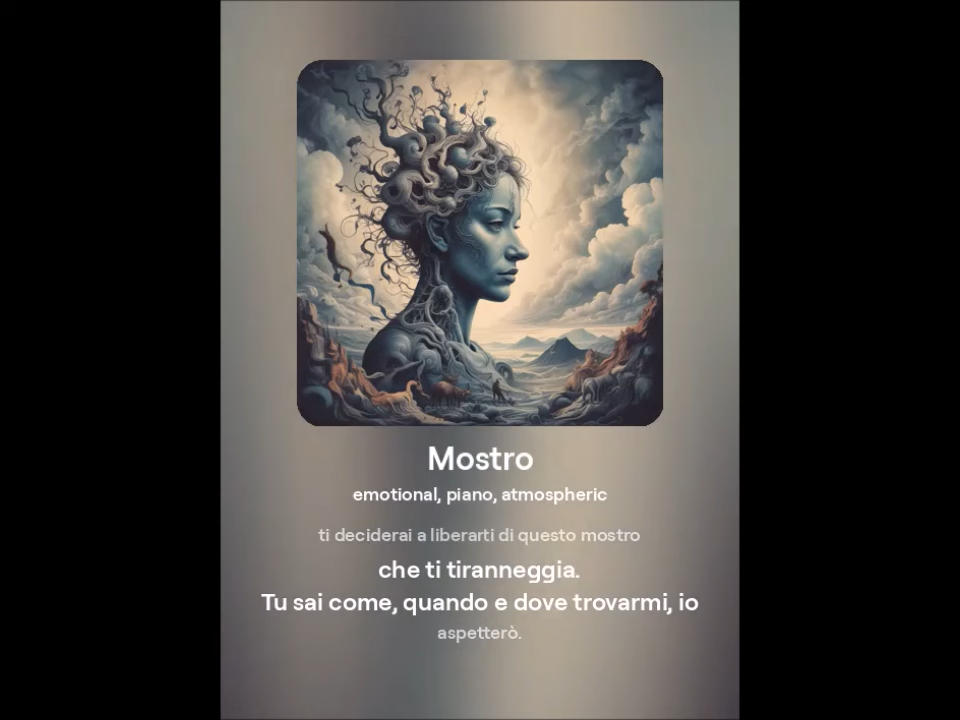 Mostro
emotional, piano, atmospheric
ti deciderai a liberarti di questo mostro
che ti tiranneggia.
Tu sai come, quando e dove trovarmi, io
aspetterò.